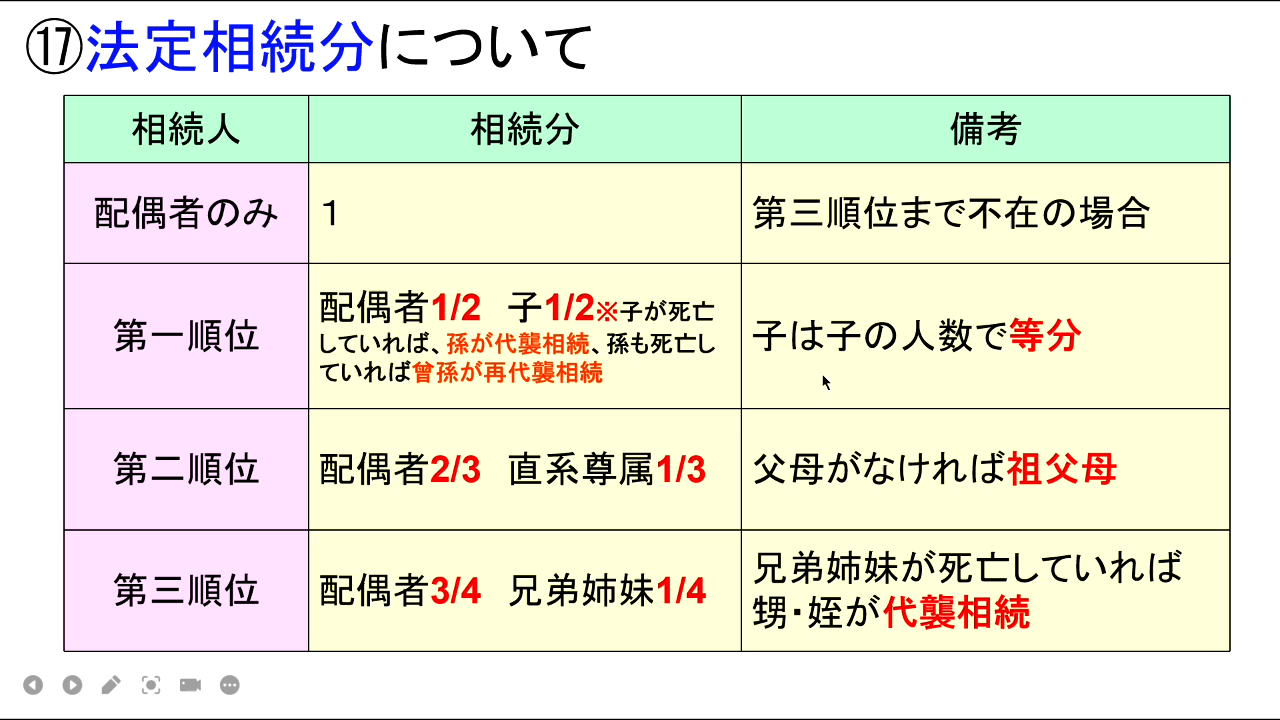 ⑰法定相続分について
相続人 相続分 備考
配偶者のみ 1 第三順位まで不在の場合
第一順位
配偶者1/2 子1/2※子が死亡
していれば、孫が代襲相続、孫も死亡し
ていれば曾孫が再代襲相続
子は子の人数で等分
第二順位 配偶者2/3 直系尊属1/3 父母がなければ祖父母
第三順位 配偶者3/4 兄弟姉妹1/4
兄弟姉妹が死亡していれば
甥・姪が代襲相続